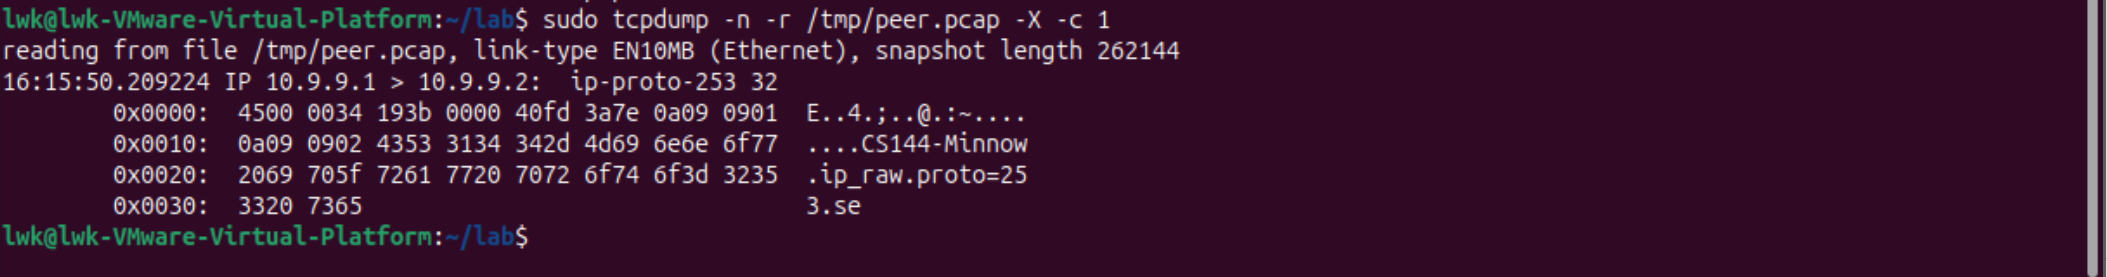 lwk@lwk-VMware-Virtual-Platform:~/lab$ sudo tcpdump -n -r /tmp/peer.pcap -X -c 1
reading from file /tmp/peer.pcap, link-type EN10MB (Ethernet), snapshot length 262144
16:15:50.209224 IP 10.9.9.1 > 10.9.9.2:  ip-proto-253 32
        0x0000:  4500 0034 193b 0000 40fd 3a7e 0a09 0901  E..4.;..@.:~....
        0x0010:  0a09 0902 4353 3134 342d 4d69 6e6e 6f77  ....CS144-Minnow
        0x0020:  2069 705f 7261 7720 7072 6f74 6f3d 3235  .ip_raw.proto=25
        0x0030:  3320 7365                                3.se
lwk@lwk-VMware-Virtual-Platform:~/lab$